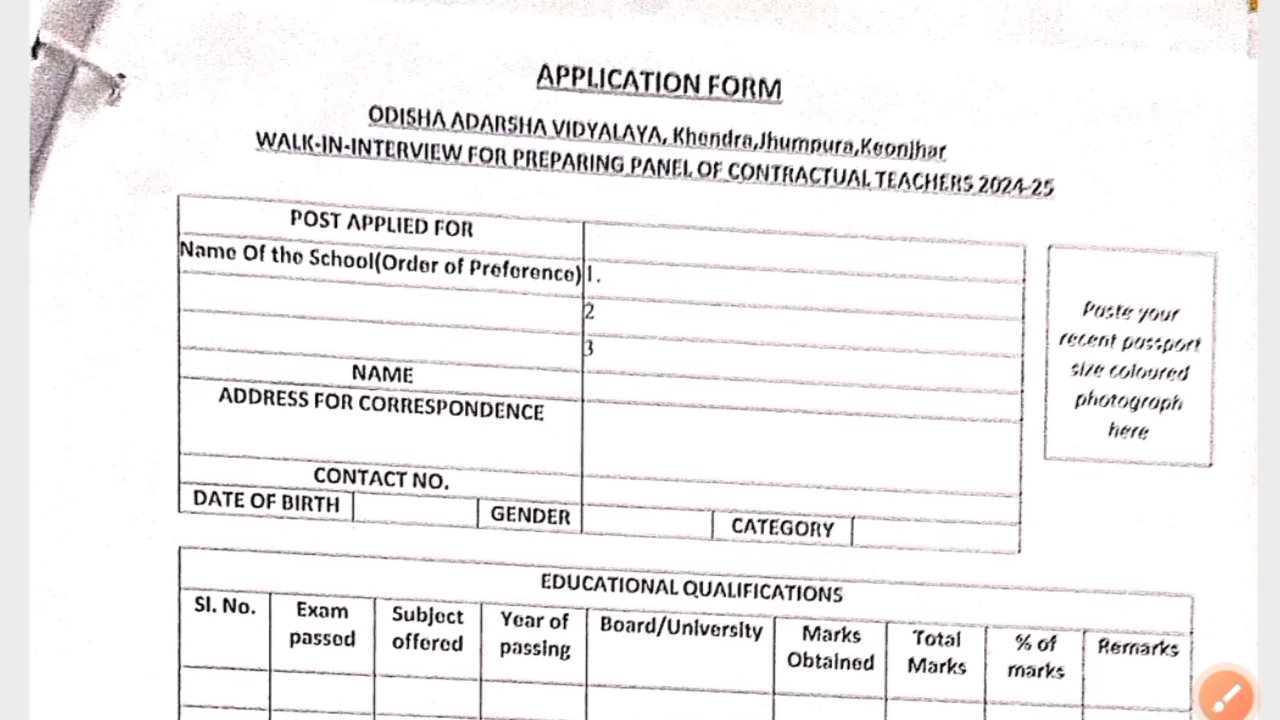 APPLICATION FORM
ODISHA ADARSHA VIDYALAYA, Khendra,Jhumpura,Keonjhar
WALK-IN-INTERVIEW FOR PREPARING PANEL OF CONTRACTUAL TEACHERS 2024-25
POST APPLIED FOR
Name Of the School(Order of Preference) 1.
2
3
NAME
ADDRESS FOR CORRESPONDENCE
CONTACT NO.
DATE OF BIRTH GENDER CATEGORY
Paste your
recent passport
size coloured
photograph
here
EDUCATIONAL QUALIFICATIONS
Sl. No. Exam passed Subject offered Year of passing Board/University Marks Obtained Total Marks % of marks Remarks